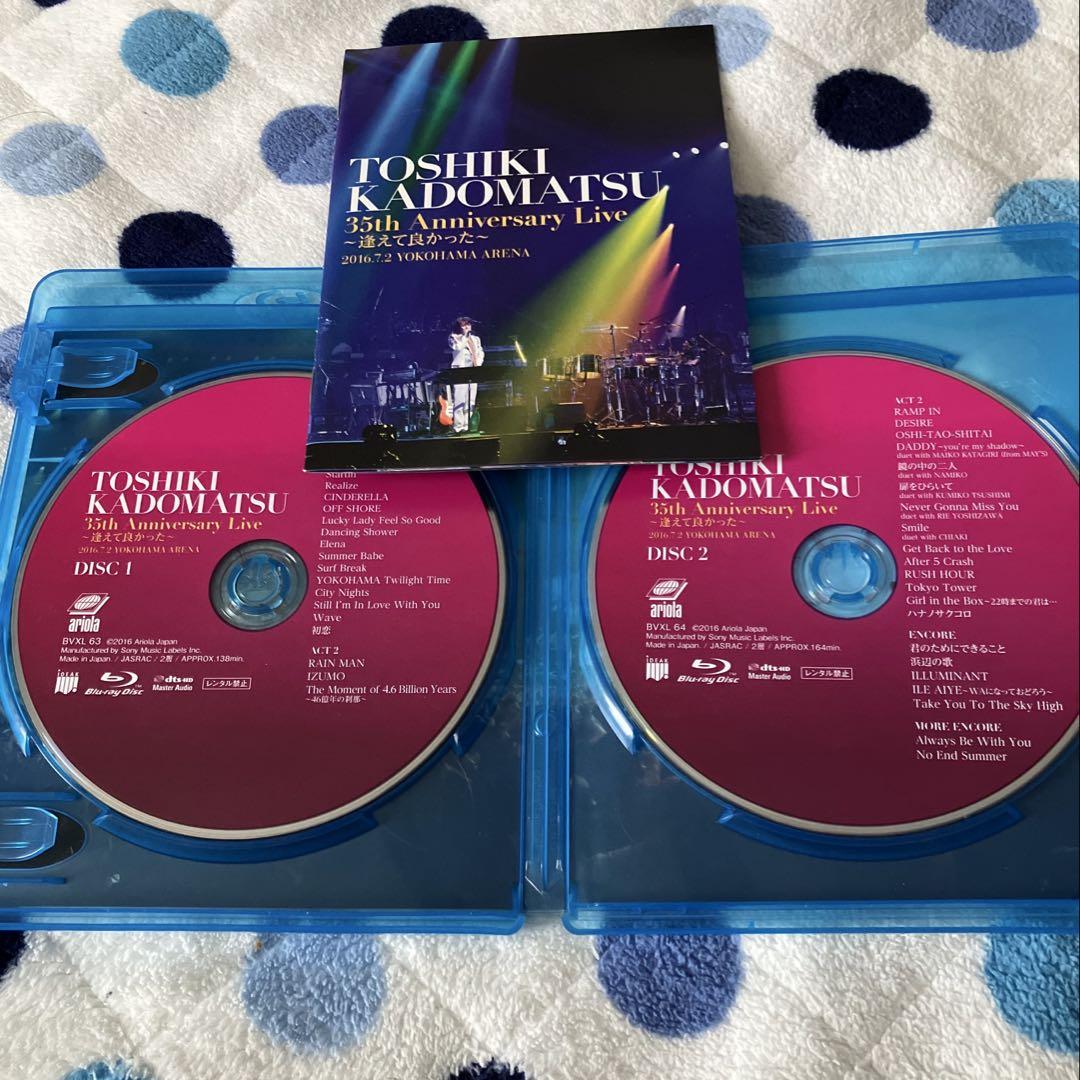 TOSHIKI
KADOMATSU
35th Anniversary Live
~逢えて良かった~
2016.7.2 YOKOHAMA ARENA
TOSHIKI
KADOMATSU
35th Anniversary Live
~逢えて良かった~
2016.7.2 YOKOHAMA ARENA
DISC 1
ariola
BVXL 63 ©2016 Ariola Japan
Manufactured by Sony Music Labels Inc.
Made in Japan. / JASRAC / 2層 / APPROX.138min.
IDEAK
Blu-ray Disc
dts-HD
Master Audio
レンタル禁止
Startin'
Realize
CINDERELLA
OFF SHORE
Lucky Lady Feel So Good
Dancing Shower
Elena
Summer Babe
Surf Break
YOKOHAMA Twilight Time
City Nights
Still I'm In Love With You
Wave
初恋
ACT 2
RAIN MAN
IZUMO
The Moment of 4.6 Billion Years
~46億年の刹那~
TOSHIKI
KADOMATSU
35th Anniversary Live
~逢えて良かった~
2016.7.2 YOKOHAMA ARENA
DISC 2
ariola
BVXL 64 ©2016 Ariola Japan
Manufactured by Sony Music Labels Inc.
Made in Japan. / JASRAC / 2層 / APPROX.164min.
IDEAK
Blu-ray Disc
dts-HD
Master Audio
レンタル禁止
ACT 2
RAMP IN
DESIRE
OSHI-TAO-SHITAI
DADDY~you're my shadow~
duet with MAIKO KATAGIRI (from MAY'S)
鏡の中の二人
duet with NAMIKO
扉をひらいて
duet with KUMIKO TSUSHIMI
Never Gonna Miss You
duet with RIE YOSHIZAWA
Smile
duet with CHIAKI
Get Back to the Love
After 5 Crash
RUSH HOUR
Tokyo Tower
Girl in the Box~22時までの君は…
ハナノサクコロ
ENCORE
君のためにできること
浜辺の歌
ILLUMINANT
ILE AIYE~WAになっておどろう~
Take You To The Sky High
MORE ENCORE
Always Be With You
No End Summer